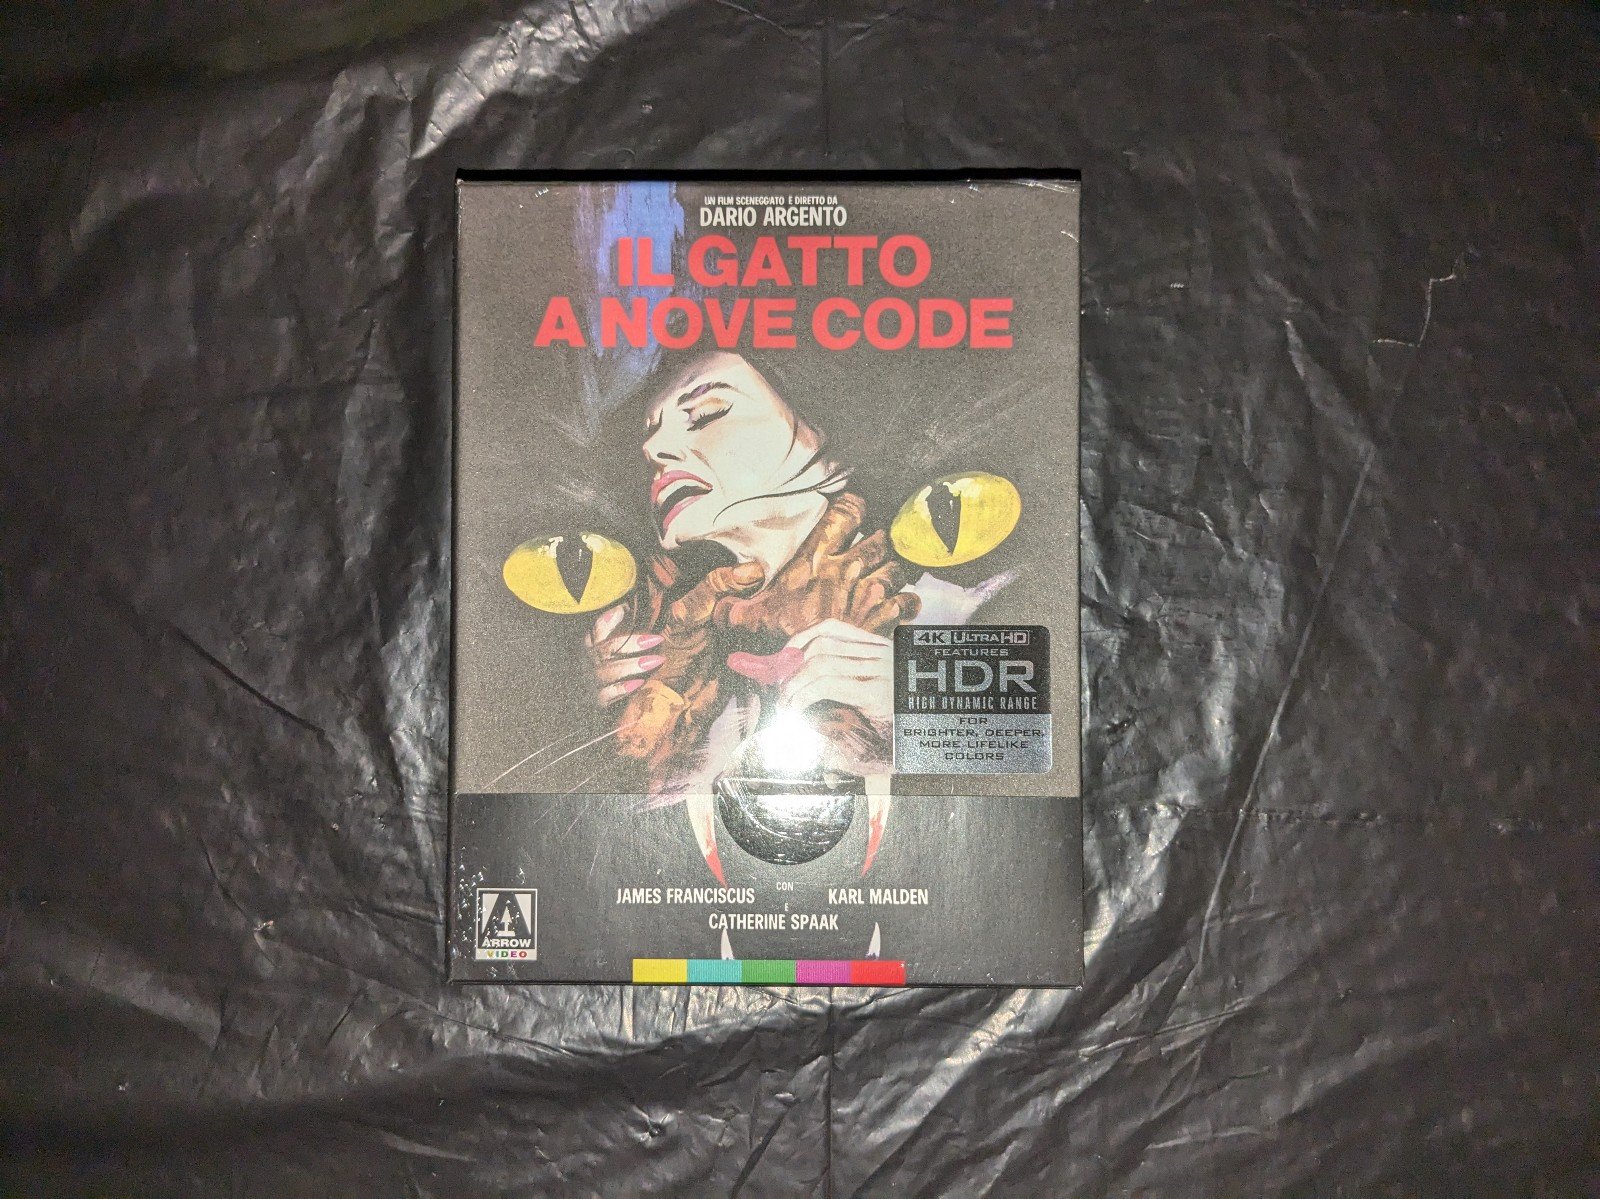 UN FILM SCENEGGIATO E DIRETTO DA
DARIO ARGENTO
IL GATTO
A NOVE CODE
4K ULTRA HD
FEATURES
HDR
HIGH DYNAMIC RANGE
FOR
BRIGHTER, DEEPER,
MORE LIFELIKE
COLORS
CON
JAMES FRANCISCUS KARL MALDEN
E
CATHERINE SPAAK
ARROW
VIDEO